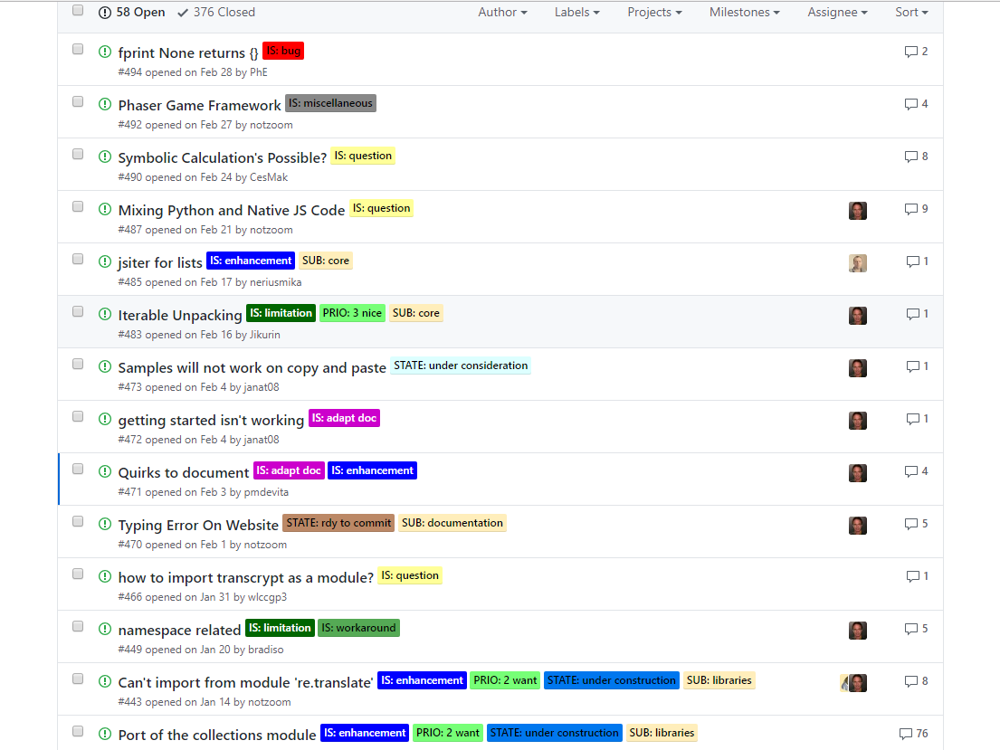 58 Open 376 Closed Author Labels Projects Milestones Assignee Sort
fprint None returns {} IS: bug 2
#494 opened on Feb 28 by PhE
Phaser Game Framework IS: miscellaneous 4
#492 opened on Feb 27 by notzoom
Symbolic Calculation's Possible? IS: question 8
#490 opened on Feb 24 by CesMak
Mixing Python and Native JS Code IS: question 9
#487 opened on Feb 21 by notzoom
jsiter for lists IS: enhancement SUB: core 1
#485 opened on Feb 17 by neriusmika
Iterable Unpacking IS: limitation PRIO: 3 nice SUB: core 1
#483 opened on Feb 16 by Jikurin
Samples will not work on copy and paste STATE: under consideration 1
#473 opened on Feb 4 by janat08
getting started isn't working IS: adapt doc 1
#472 opened on Feb 4 by janat08
Quirks to document IS: adapt doc IS: enhancement 4
#471 opened on Feb 3 by pmdevita
Typing Error On Website STATE: rdy to commit SUB: documentation 5
#470 opened on Feb 1 by notzoom
how to import transcrypt as a module? IS: question 1
#466 opened on Jan 31 by wlccgp3
namespace related IS: limitation IS: workaround 5
#449 opened on Jan 20 by bradiso
Can't import from module 're.translate' IS: enhancement PRIO: 2 want STATE: under construction SUB: libraries 8
#443 opened on Jan 14 by notzoom
Port of the collections module IS: enhancement PRIO: 2 want STATE: under construction SUB: libraries 76